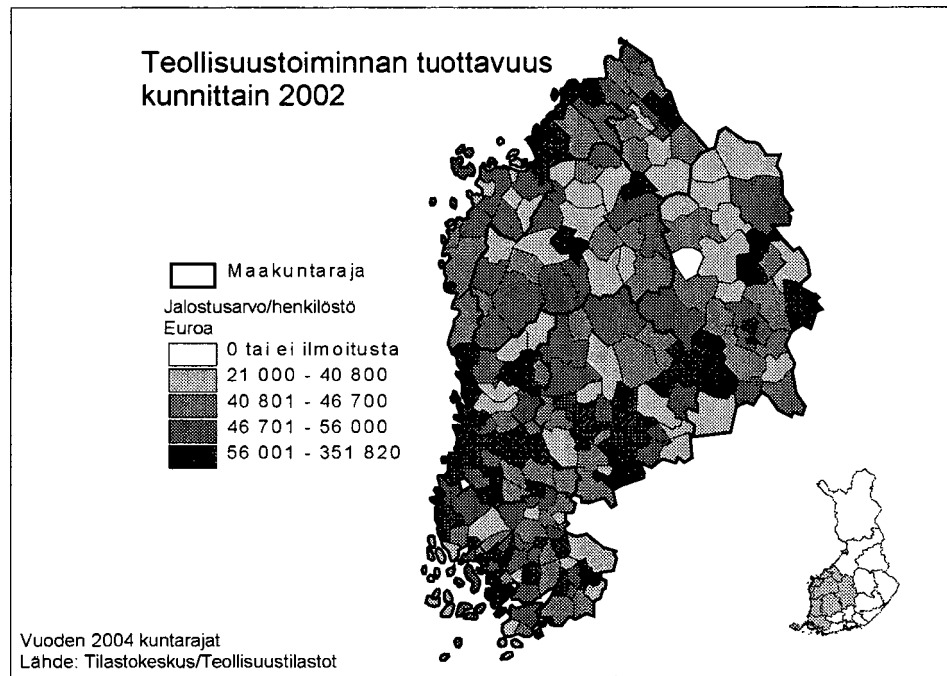 Teollisuustoiminnan tuottavuus
kunnittain 2002
Maakuntaraja
Jalostusarvo/henkilöstö
Euroa
0 tai ei ilmoitusta
21 000 - 40 800
40 801 - 46 700
46 701 - 56 000
56 001 - 351 820
Vuoden 2004 kuntarajat
Lähde: Tilastokeskus/Teollisuustilastot